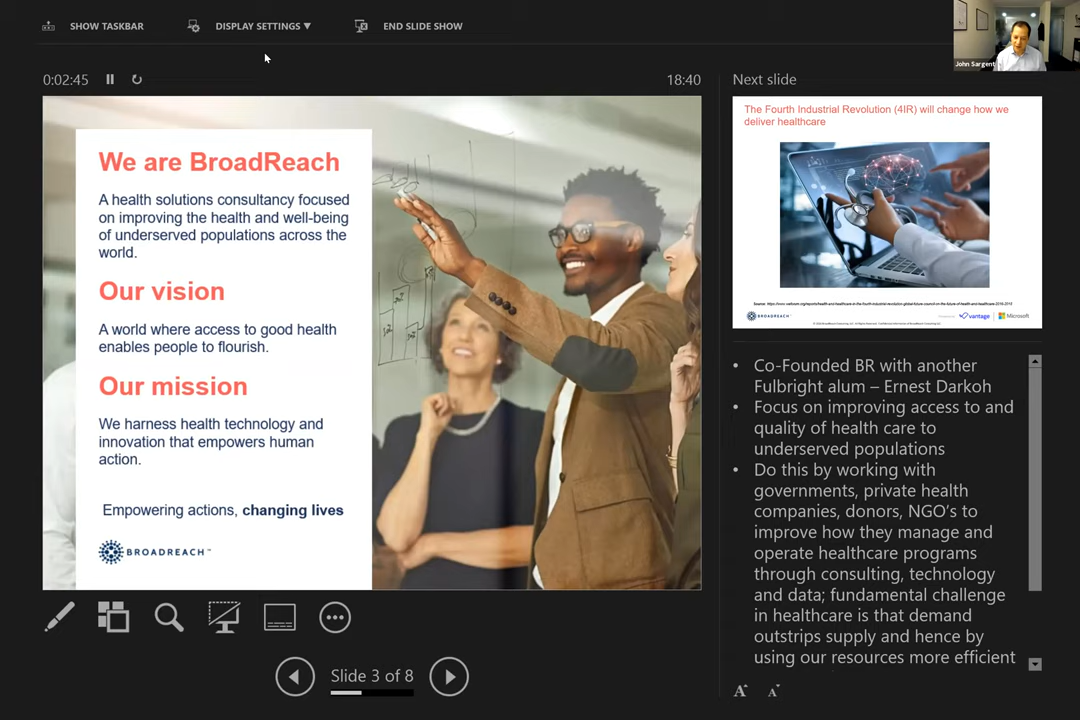 SHOW TASKBAR
DISPLAY SETTINGS ▼
END SLIDE SHOW
John Sargent
0:02:45
18:40
Next slide
We are BroadReach
A health solutions consultancy focused
on improving the health and well-being
of underserved populations across the
world.
Our vision
A world where access to good health
enables people to flourish.
Our mission
We harness health technology and
innovation that empowers human
action.
Empowering actions, changing lives
BROADREACH™
The Fourth Industrial Revolution (4IR) will change how we
deliver healthcare
BROADREACH
vantage
Microsoft
• Co-Founded BR with another
Fulbright alum – Ernest Darkoh
• Focus on improving access to and
quality of health care to
underserved populations
• Do this by working with
governments, private health
companies, donors, NGO's to
improve how they manage and
operate healthcare programs
through consulting, technology
and data; fundamental challenge
in healthcare is that demand
outstrips supply and hence by
using our resources more efficient
Slide 3 of 8
A A